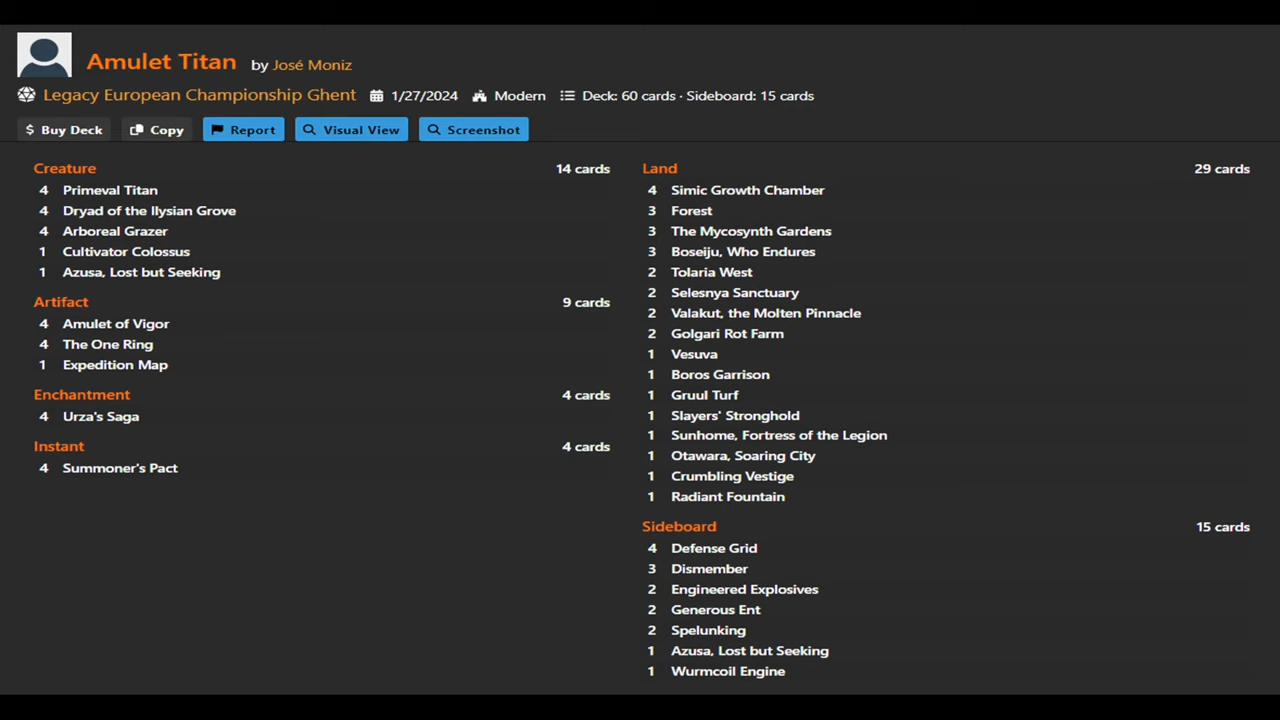 Amulet Titan by José Moniz
Legacy European Championship Ghent 1/27/2024 Modern Deck: 60 cards · Sideboard: 15 cards
$ Buy Deck Copy Report Visual View Screenshot
Creature 14 cards
4 Primeval Titan
4 Dryad of the Ilysian Grove
4 Arboreal Grazer
1 Cultivator Colossus
1 Azusa, Lost but Seeking
Artifact 9 cards
4 Amulet of Vigor
4 The One Ring
1 Expedition Map
Enchantment 4 cards
4 Urza's Saga
Instant 4 cards
4 Summoner's Pact
Land 29 cards
4 Simic Growth Chamber
3 Forest
3 The Mycosynth Gardens
3 Boseiju, Who Endures
2 Tolaria West
2 Selesnya Sanctuary
2 Valakut, the Molten Pinnacle
2 Golgari Rot Farm
1 Vesuva
1 Boros Garrison
1 Gruul Turf
1 Slayers' Stronghold
1 Sunhome, Fortress of the Legion
1 Otawara, Soaring City
1 Crumbling Vestige
1 Radiant Fountain
Sideboard 15 cards
4 Defense Grid
3 Dismember
2 Engineered Explosives
2 Generous Ent
2 Spelunking
1 Azusa, Lost but Seeking
1 Wurmcoil Engine